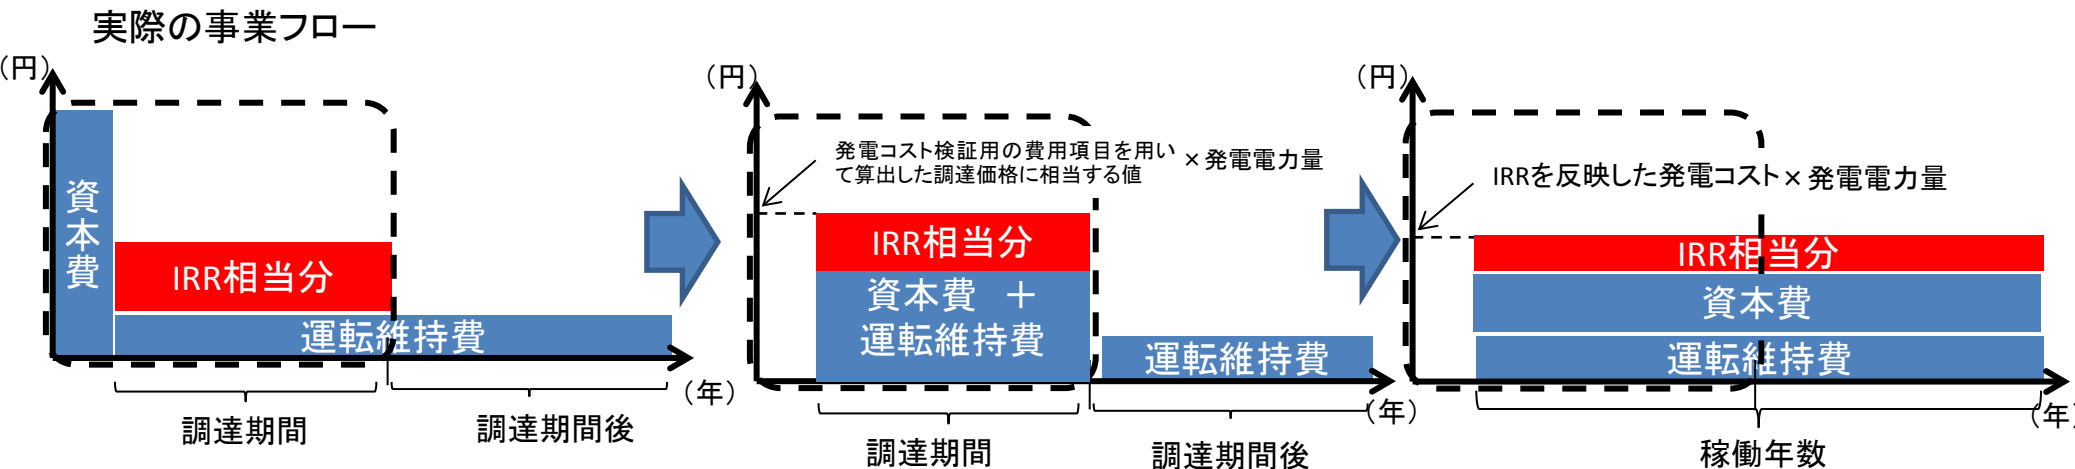 実際の事業フロー
（円）
資本費
IRR相当分
運転維持費
（年）
調達期間
調達期間後
（円）
発電コスト検証用の費用項目を用い
て算出した調達価格に相当する値
×発電電力量
IRR相当分
資本費　＋
運転維持費
運転維持費
（年）
調達期間
調達期間後
（円）
IRRを反映した発電コスト×発電電力量
IRR相当分
資本費
運転維持費
（年）
稼働年数